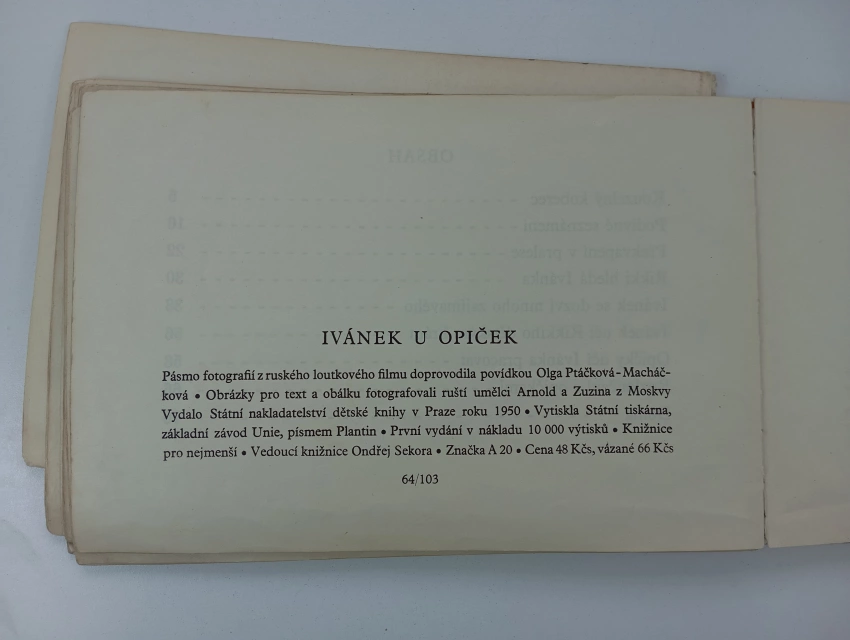 IVÁNEK U OPIČEK
Pásmo fotografií z ruského loutkového filmu doprovodila povídkou Olga Ptáčková-Macháč-
ková • Obrázky pro text a obálku fotografovali ruští umělci Arnold a Zuzina z Moskvy
Vydalo Státní nakladatelství dětské knihy v Praze roku 1950 • Vytiskla Státní tiskárna,
základní závod Unie, písmem Plantin • První vydání v nákladu 10 000 výtisků • Knižnice
pro nejmenší • Vedoucí knižnice Ondřej Sekora • Značka A 20 • Cena 48 Kčs, vázané 66 Kčs
64/103